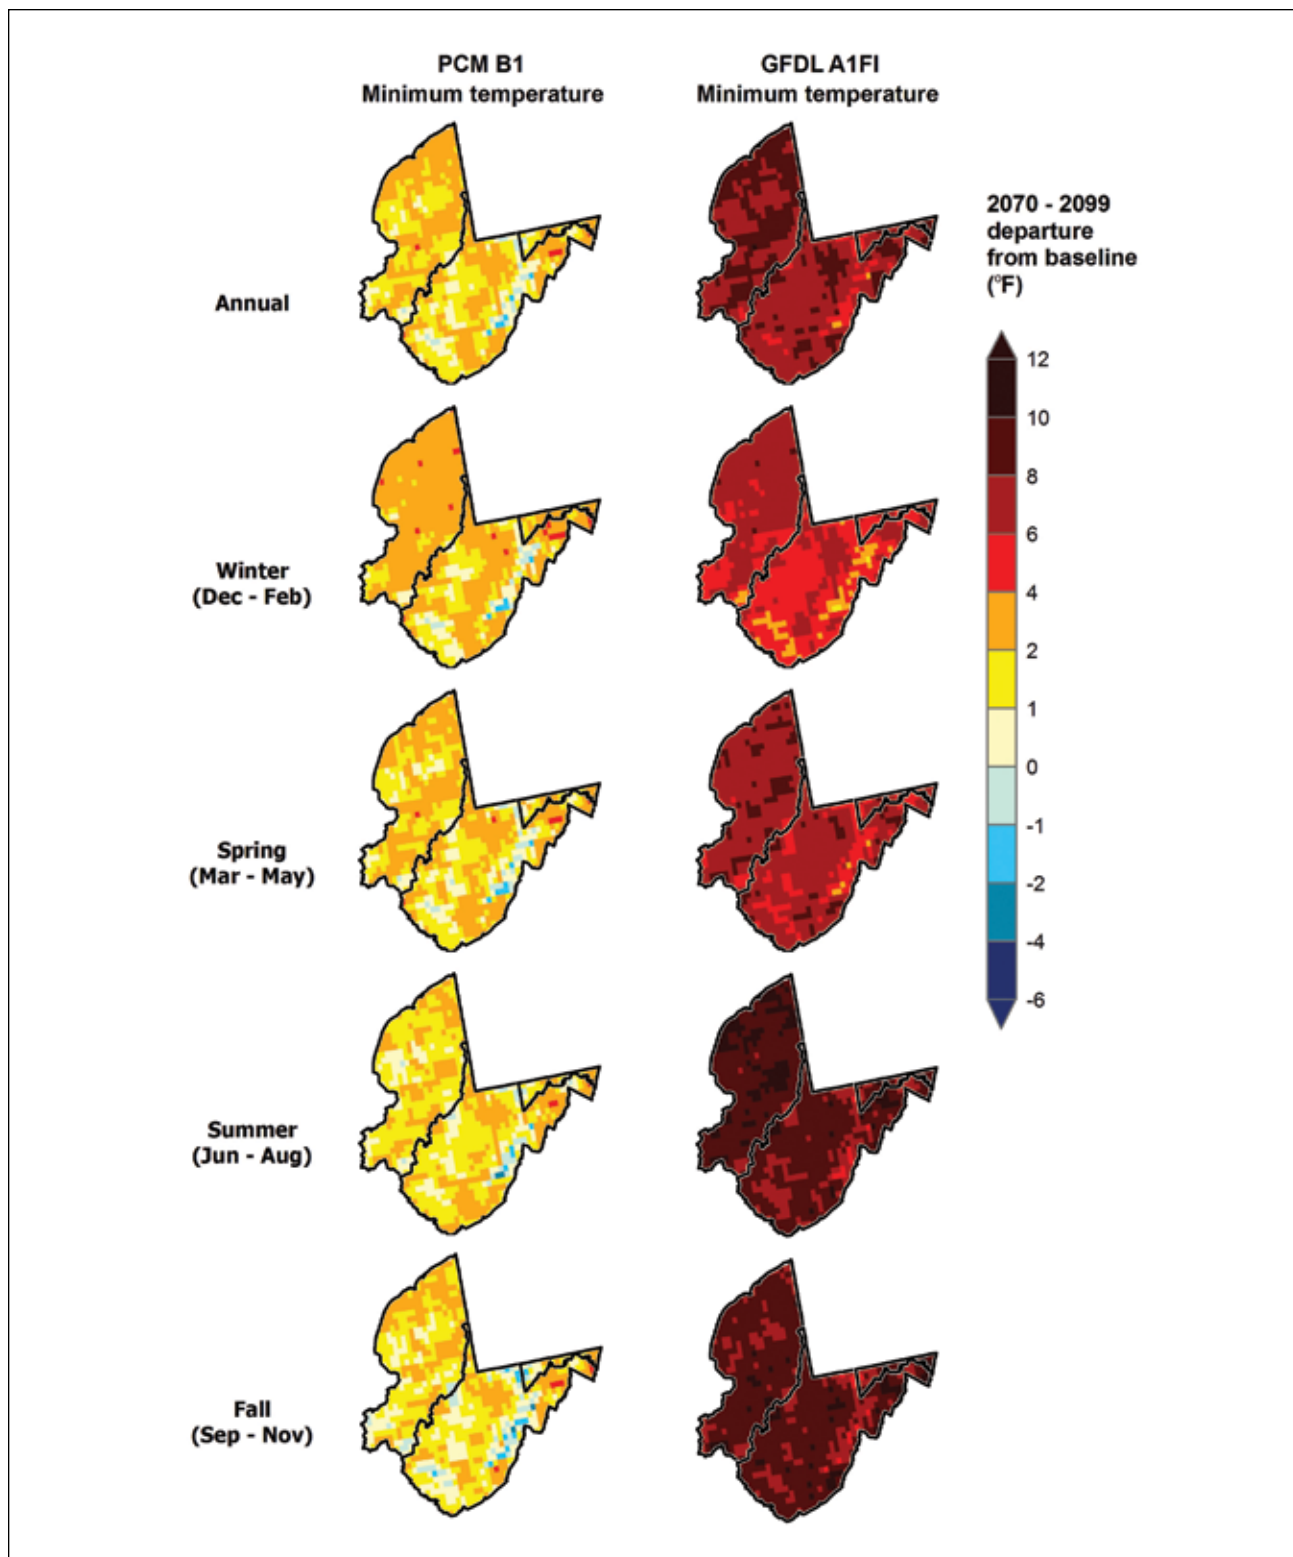 PCM B1
Minimum temperature
GFDL A1FI
Minimum temperature
2070 - 2099
departure
from baseline
(°F)
Annual
12
10
8
6
4
2
1
0
-1
-2
-4
-6
Winter
(Dec - Feb)
Spring
(Mar - May)
Summer
(Jun - Aug)
Fall
(Sep - Nov)